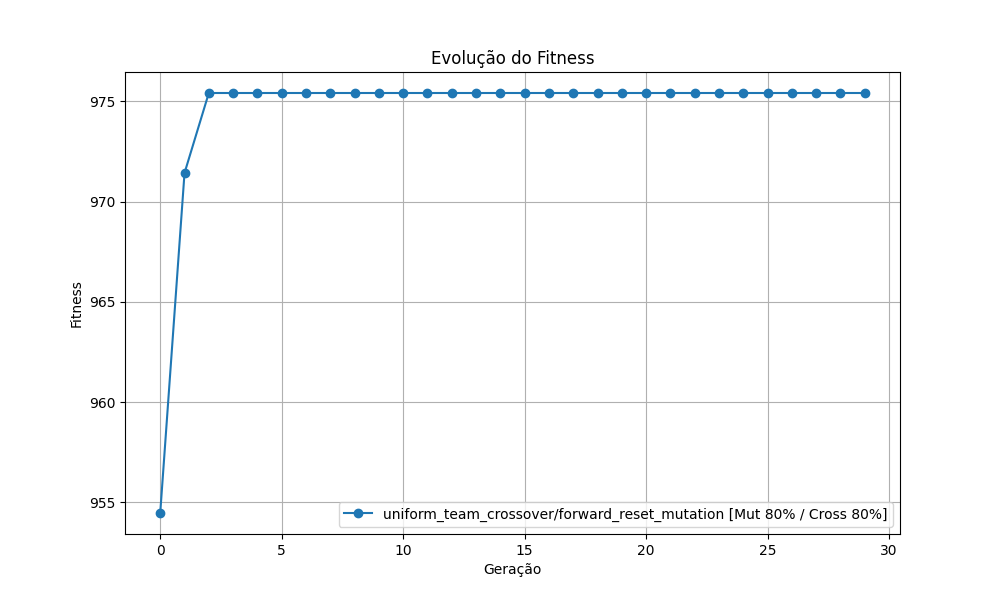 Evolução do Fitness
Fitness
975
970
965
960
955
uniform_team_crossover/forward_reset_mutation [Mut 80% / Cross 80%]
0 5 10 15 20 25 30
Geração